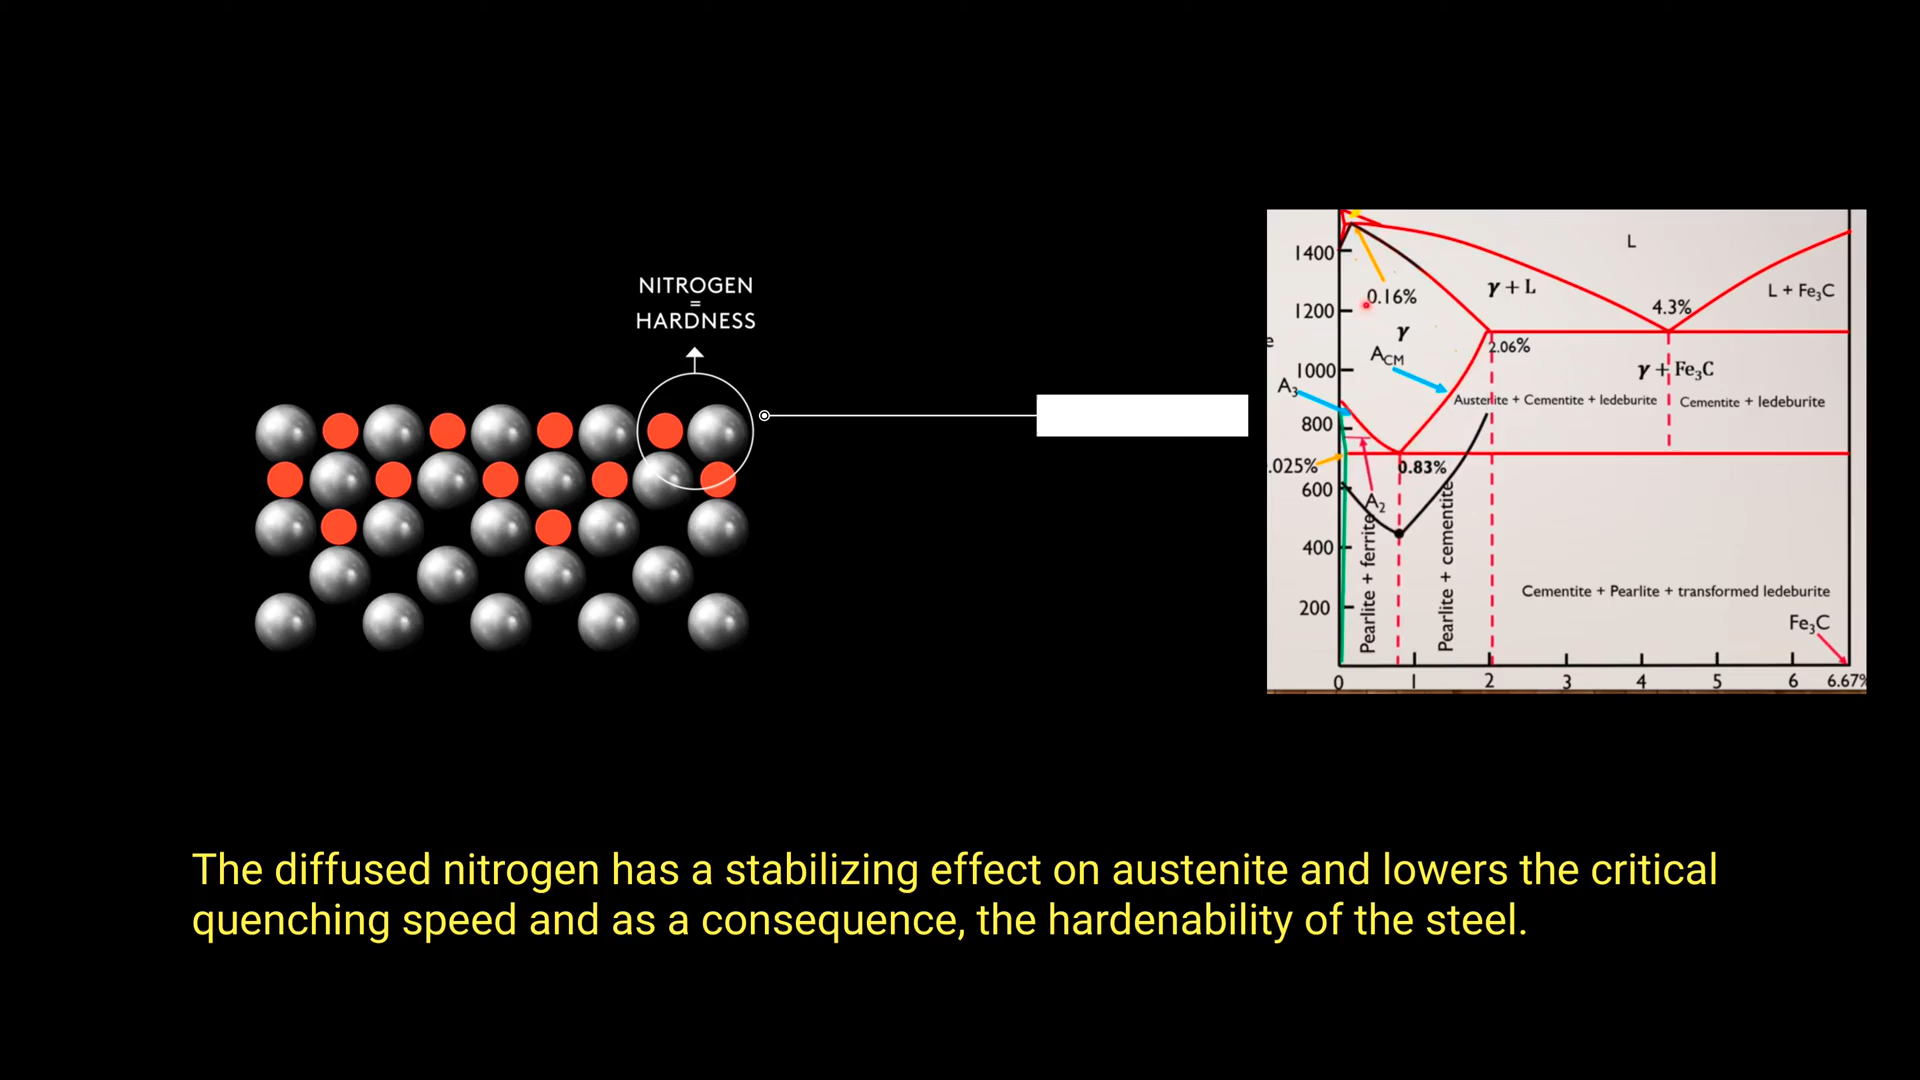 NITROGEN
=
HARDNESS
1400
1200
1000
800
600
400
200
0
1
2
3
4
5
6
6.67%
L
γ + L
L + Fe3C
0.16%
4.3%
γ
ACM
2.06%
γ + Fe3C
A3
Austenite + Cementite + ledeburite
Cementite + ledeburite
.025%
0.83%
A2
Pearlite + ferrite
Pearlite + cementite
Cementite + Pearlite + transformed ledeburite
Fe3C
The diffused nitrogen has a stabilizing effect on austenite and lowers the critical
quenching speed and as a consequence, the hardenability of the steel.